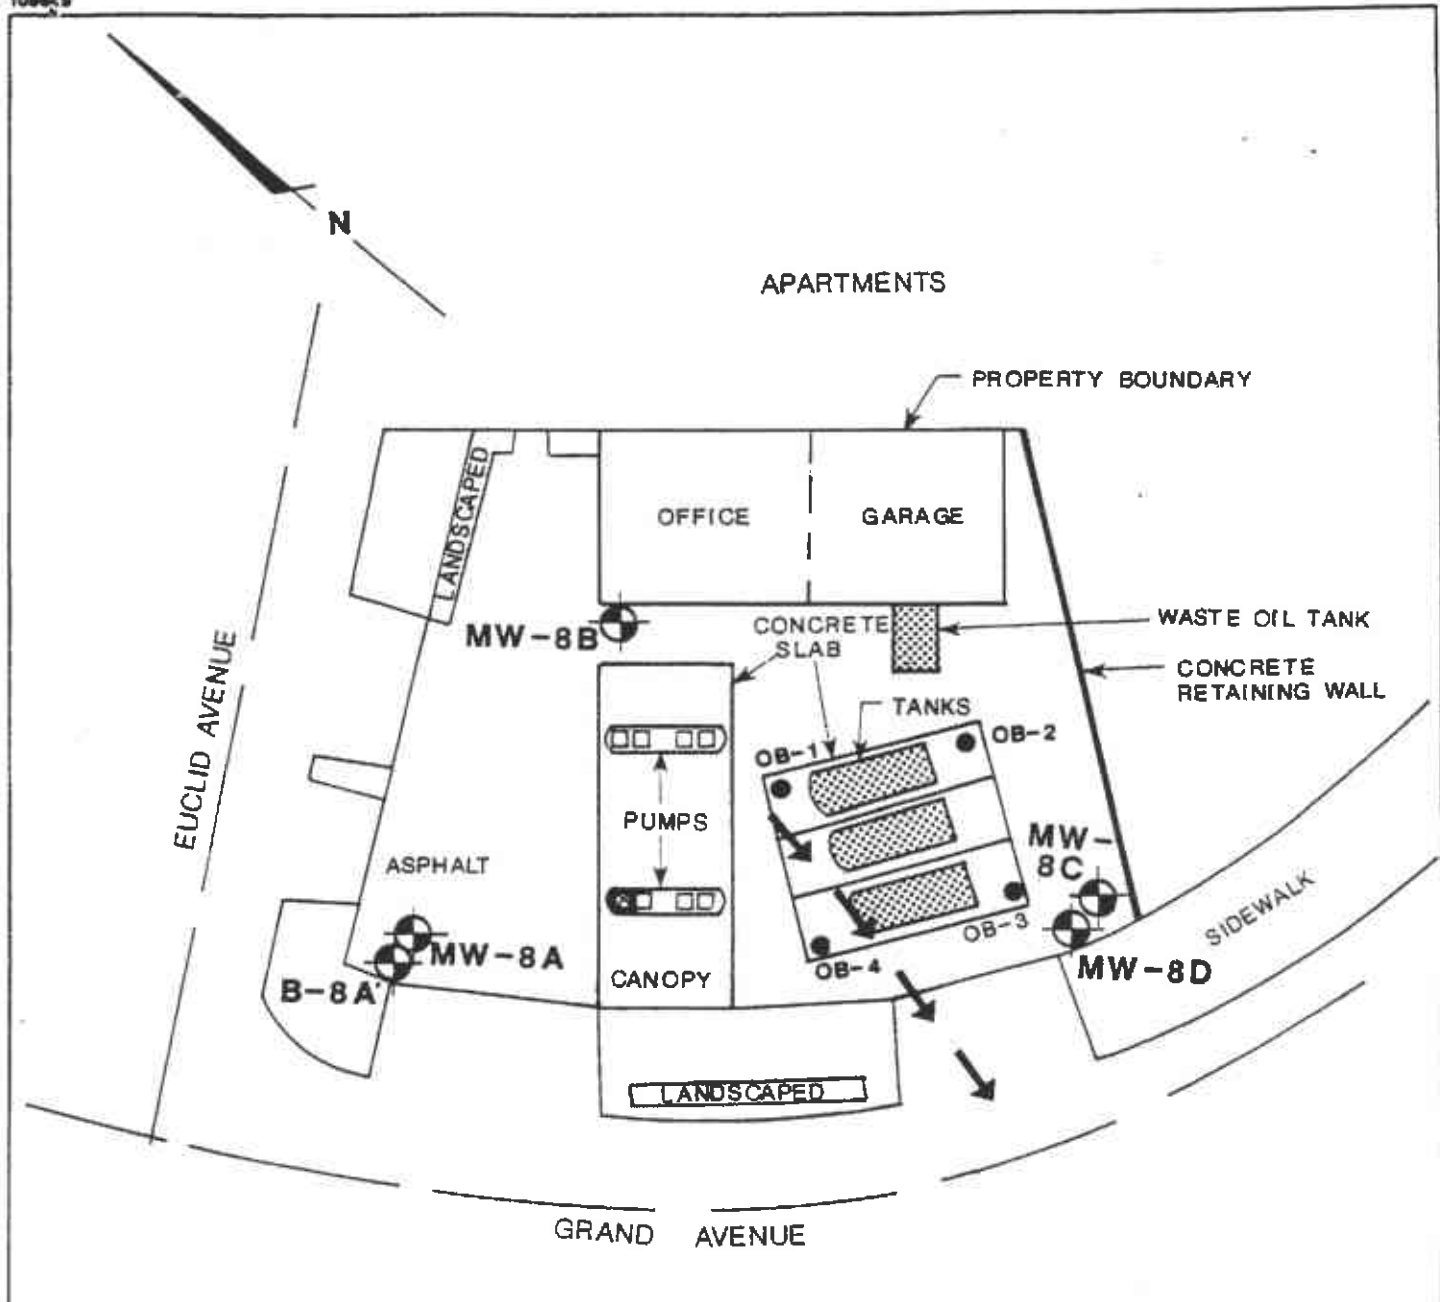 N
APARTMENTS
PROPERTY BOUNDARY
LANDSCAPED
OFFICE
GARAGE
MW-8B
CONCRETE
SLAB
WASTE OIL TANK
CONCRETE
RETAINING WALL
EUCLID AVENUE
TANKS
OB-1
OB-2
PUMPS
MW-
8C
ASPHALT
SIDEWALK
OB-3
MW-8A
OB-4
MW-8D
B-8A'
CANOPY
LANDSCAPED
GRAND AVENUE